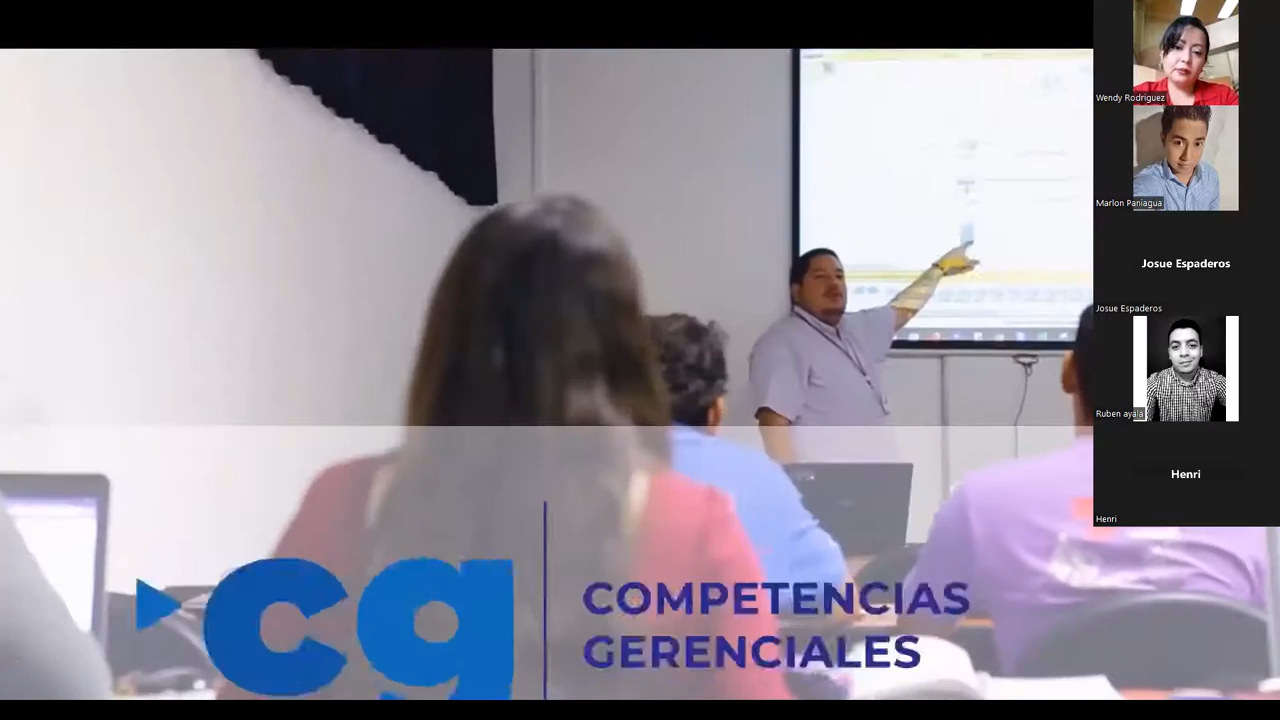 cg
COMPETENCIAS
GERENCIALES
Wendy Rodriguez
Marlon Paniagua
Josue Espaderos
Josue Espaderos
Ruben ayala
Henri
Henri